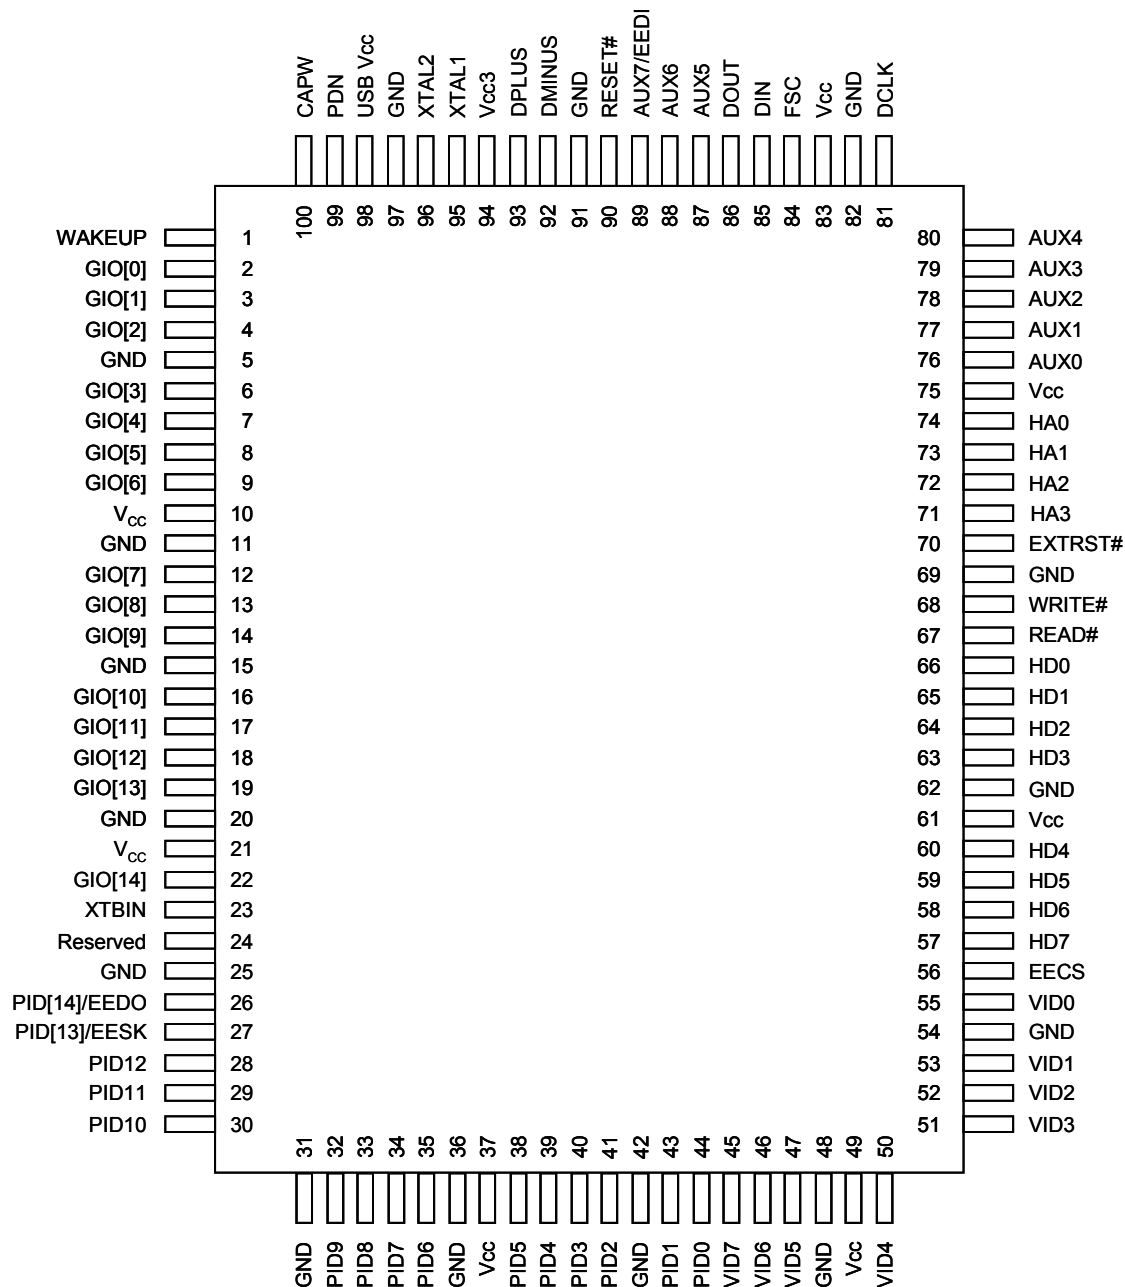 CAPW
PDN
USB Vcc
GND
XTAL2
XTAL1
Vcc3
DPLUS
DMINUS
GND
RESET#
AUX7/EEDI
AUX6
AUX5
DOUT
DIN
FSC
Vcc
GND
DCLK
100
99
98
97
96
95
94
93
92
91
90
89
88
87
86
85
84
83
82
81
WAKEUP 1
GIO[0] 2
GIO[1] 3
GIO[2] 4
GND 5
GIO[3] 6
GIO[4] 7
GIO[5] 8
GIO[6] 9
VCC 10
GND 11
GIO[7] 12
GIO[8] 13
GIO[9] 14
GND 15
GIO[10] 16
GIO[11] 17
GIO[12] 18
GIO[13] 19
GND 20
VCC 21
GIO[14] 22
XTBIN 23
Reserved 24
GND 25
PID[14]/EEDO 26
PID[13]/EESK 27
PID12 28
PID11 29
PID10 30
80 AUX4
79 AUX3
78 AUX2
77 AUX1
76 AUX0
75 Vcc
74 HA0
73 HA1
72 HA2
71 HA3
70 EXTRST#
69 GND
68 WRITE#
67 READ#
66 HD0
65 HD1
64 HD2
63 HD3
62 GND
61 Vcc
60 HD4
59 HD5
58 HD6
57 HD7
56 EECS
55 VID0
54 GND
53 VID1
52 VID2
51 VID3
31
32
33
34
35
36
37
38
39
40
41
42
43
44
45
46
47
48
49
50
GND
PID9
PID8
PID7
PID6
GND
Vcc
PID5
PID4
PID3
PID2
GND
PID1
PID0
VID7
VID6
VID5
GND
Vcc
VID4